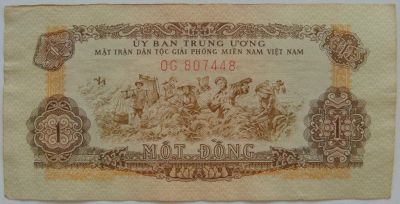 ỦY BAN TRUNG ƯƠNG
MẶT TRẬN DÂN TỘC GIẢI PHÓNG MIỀN NAM VIỆT NAM
OG 807448
1 1
MỘT ĐỒNG